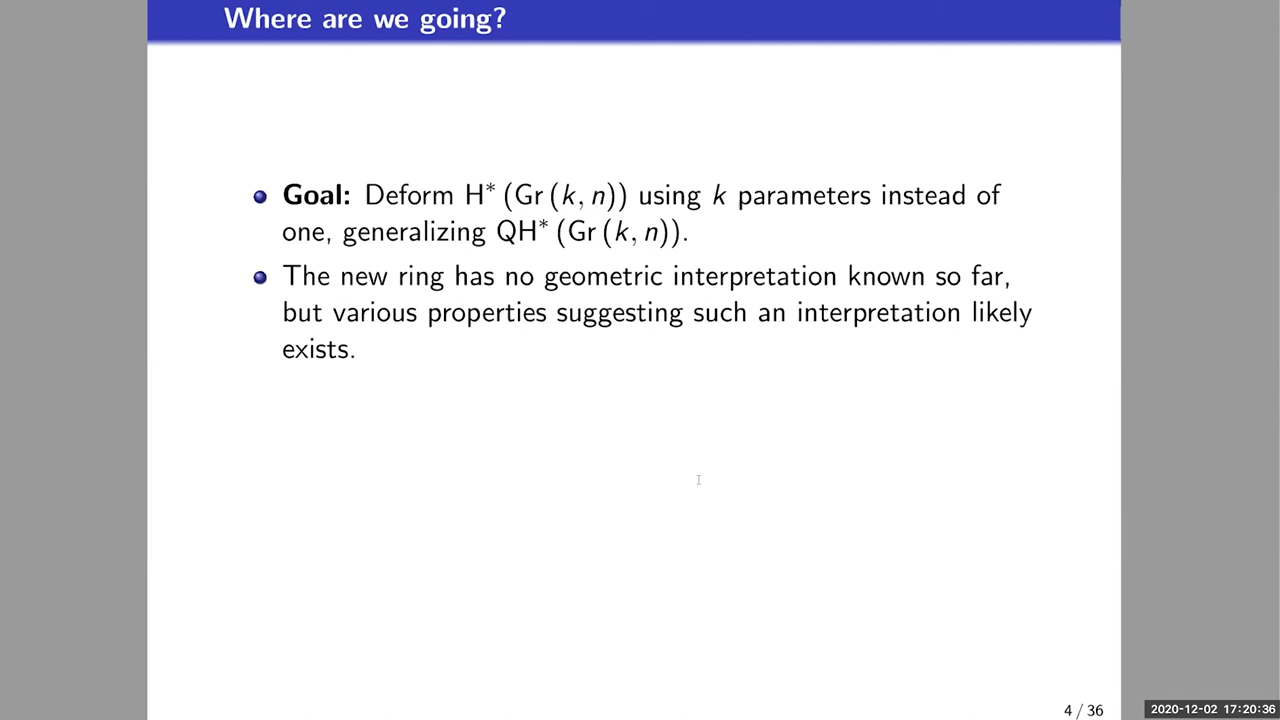 Where are we going?
Goal: Deform H* (Gr (k, n)) using k parameters instead of
one, generalizing QH* (Gr (k, n)).
The new ring has no geometric interpretation known so far,
but various properties suggesting such an interpretation likely
exists.
4 / 36
2020-12-02 17:20:36